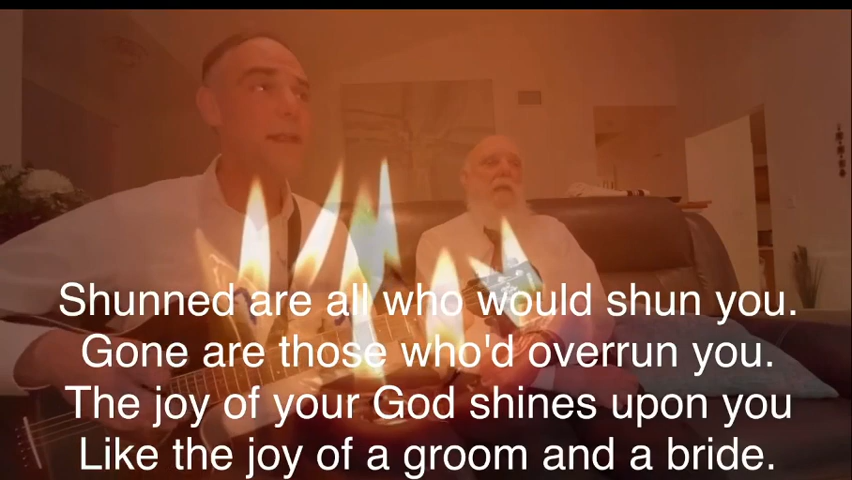 Shunned are all who would shun you.
Gone are those who'd overrun you.
The joy of your God shines upon you
Like the joy of a groom and a bride.